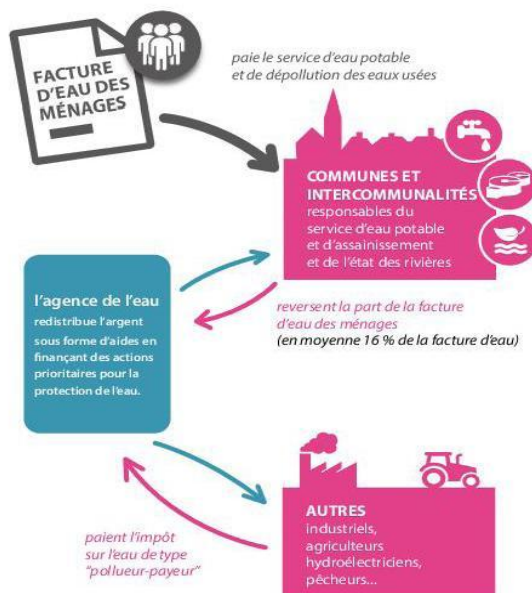 FACTURE
D'EAU DES
MÉNAGES
paie le service d'eau potable
et de dépollution des eaux usées
COMMUNES ET
INTERCOMMUNALITÉS
responsables du
service d'eau potable
et d'assainissement
et de l'état des rivières
l'agence de l'eau
redistribue l'argent
sous forme d'aides en
finançant des actions
prioritaires pour la
protection de l'eau.
reversent la part de la facture
d'eau des ménages
(en moyenne 16 % de la facture d'eau)
paient l'impôt
sur l'eau de type
"pollueur-payeur"
AUTRES
industriels,
agriculteurs
hydroélectriciens,
pêcheurs...